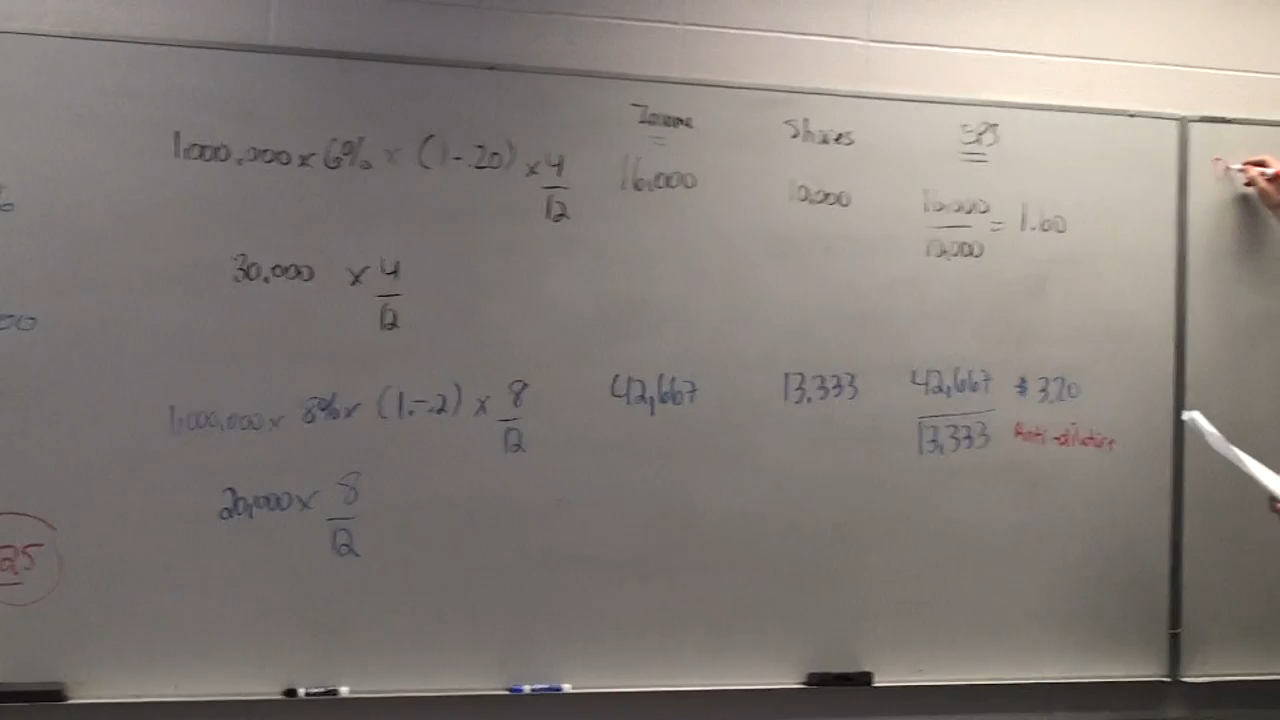 Income Shares EPS
1,000,000 x 6% x (1-.20) x 4/12 16,000 10,000 16,000/10,000 = 1.60
30,000 x 4/12
1,000,000 x 8% x (1-.2) x 8/12 42,667 13,333 42,667/13,333 $3.20
Anti-dilutive
20,000 x 8/12
00
25